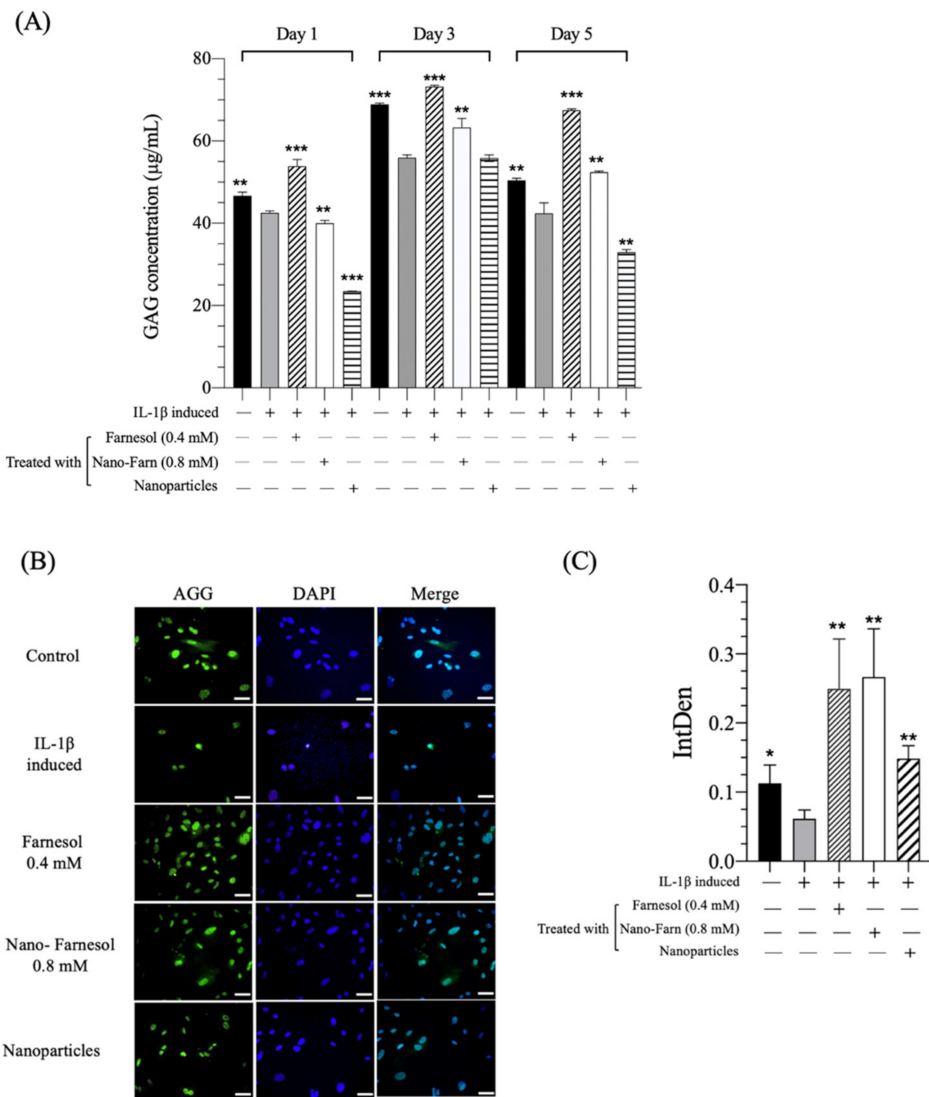 (A)
Day 1 Day 3 Day 5
80
60
40
20
0
GAG concentration (µg/mL)
** *** ** ***
*** *** **
** *** ** **
IL-1β induced — + + + + — + + + + — + + + +
Farnesol (0.4 mM) — — + — — — — + — — — — + — —
Treated with Nano-Farn (0.8 mM) — — — + — — — — + — — — — + —
Nanoparticles — — — — + — — — — + — — — — +
(B)
AGG DAPI Merge
Control
IL-1β
induced
Farnesol
0.4 mM
Nano- Farnesol
0.8 mM
Nanoparticles
(C)
0.4
0.3
0.2
0.1
0.0
IntDen
* ** ** **
IL-1β induced — + + + +
Farnesol (0.4 mM) — — + — —
Treated with Nano-Farn (0.8 mM) — — — + —
Nanoparticles — — — — +